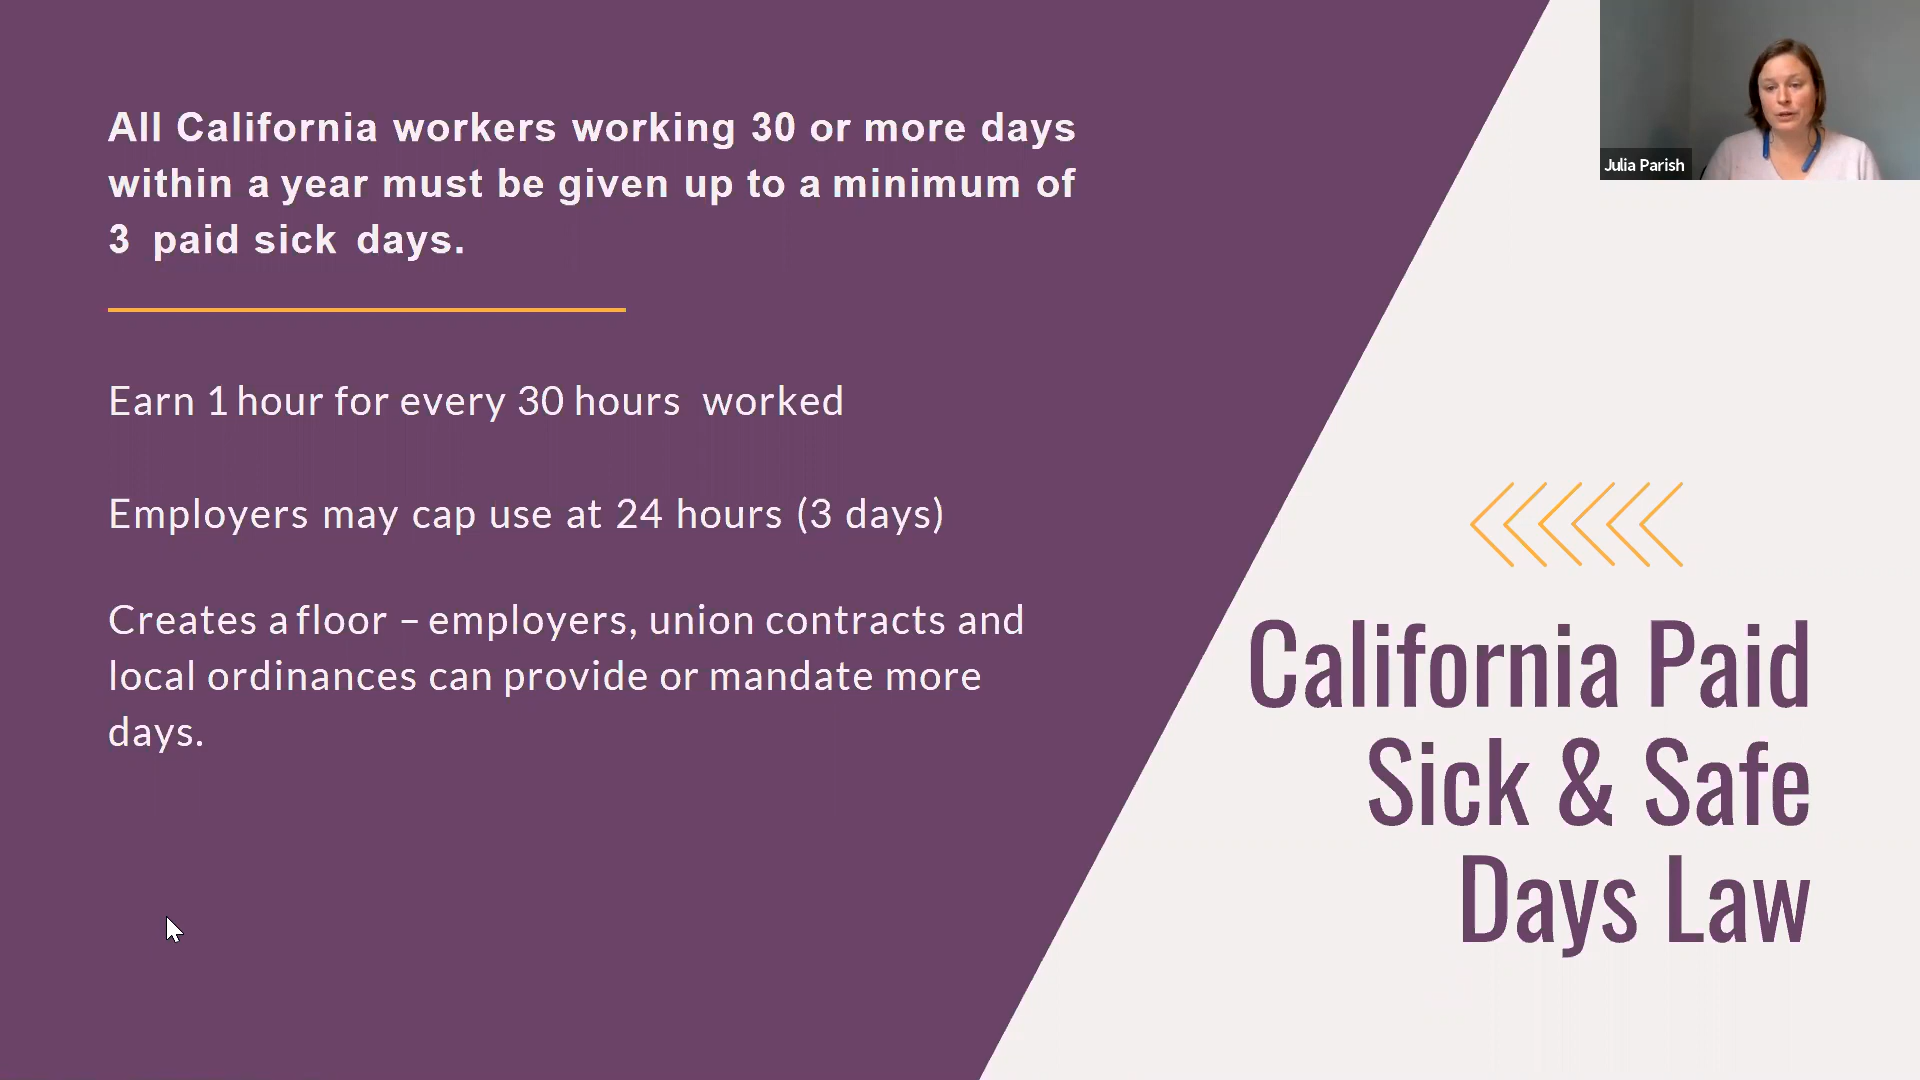 All California workers working 30 or more days
within a year must be given up to a minimum of
3 paid sick days.
Earn 1 hour for every 30 hours worked
Employers may cap use at 24 hours (3 days)
Creates a floor – employers, union contracts and
local ordinances can provide or mandate more
days.
Julia Parish
California Paid
Sick & Safe
Days Law